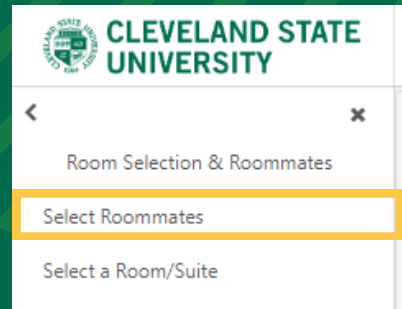 CLEVELAND STATE
UNIVERSITY
Room Selection & Roommates
Select Roommates
Select a Room/Suite